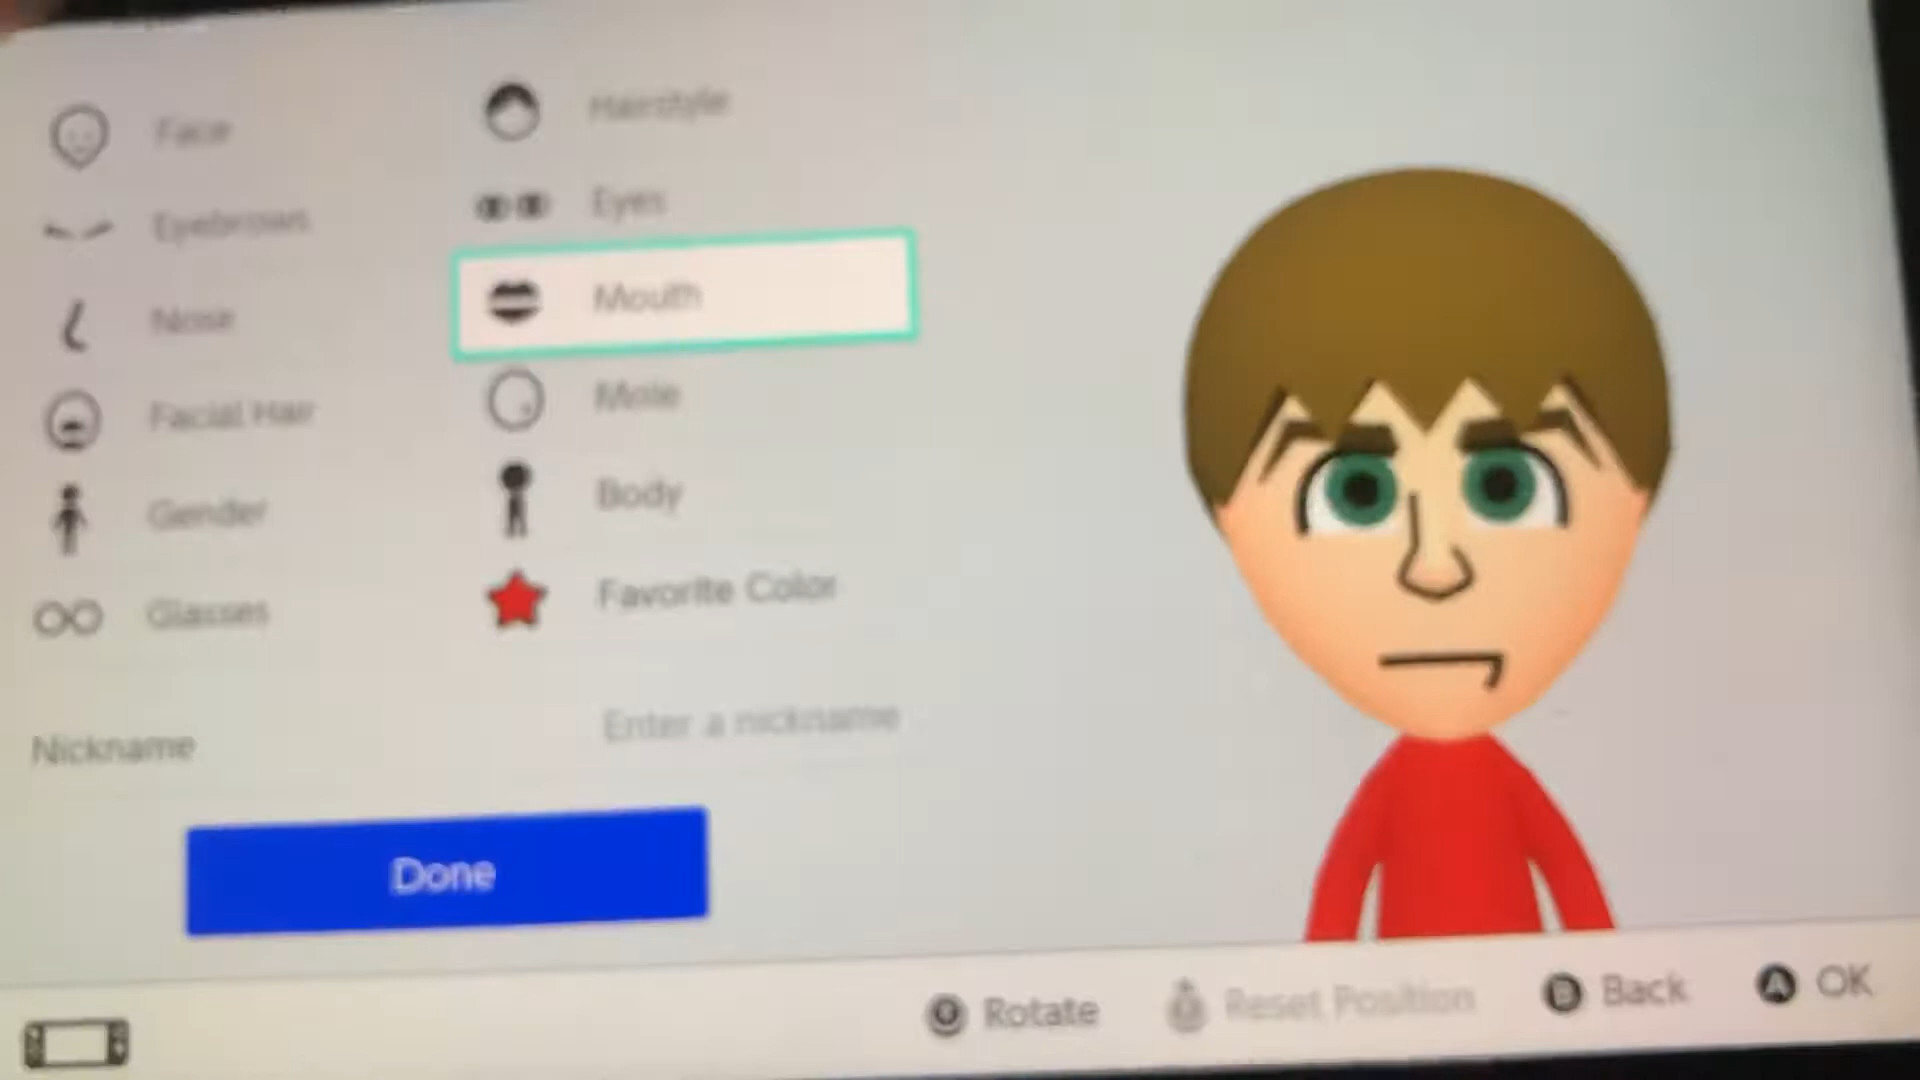 Face
Hairstyle
Eyebrows
Eyes
Nose
Mouth
Facial Hair
Mole
Gender
Body
Glasses
Favorite Color
Nickname
Enter a nickname
Done
Rotate
Reset Position
B Back
A OK